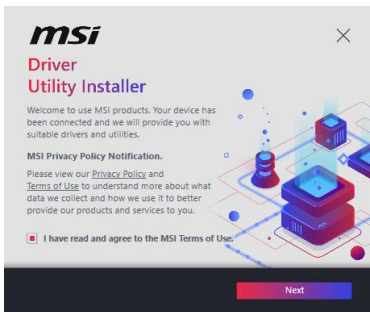 msi
Driver
Utility Installer
Welcome to use MSI products. Your device has
been connected and we will provide you with
suitable drivers and utilities.
MSI Privacy Policy Notification.
Please view our Privacy Policy and
Terms of Use to understand more about what
data we collect and how we use it to better
provide our products and services to you.
I have read and agree to the MSI Terms of Use.
Next